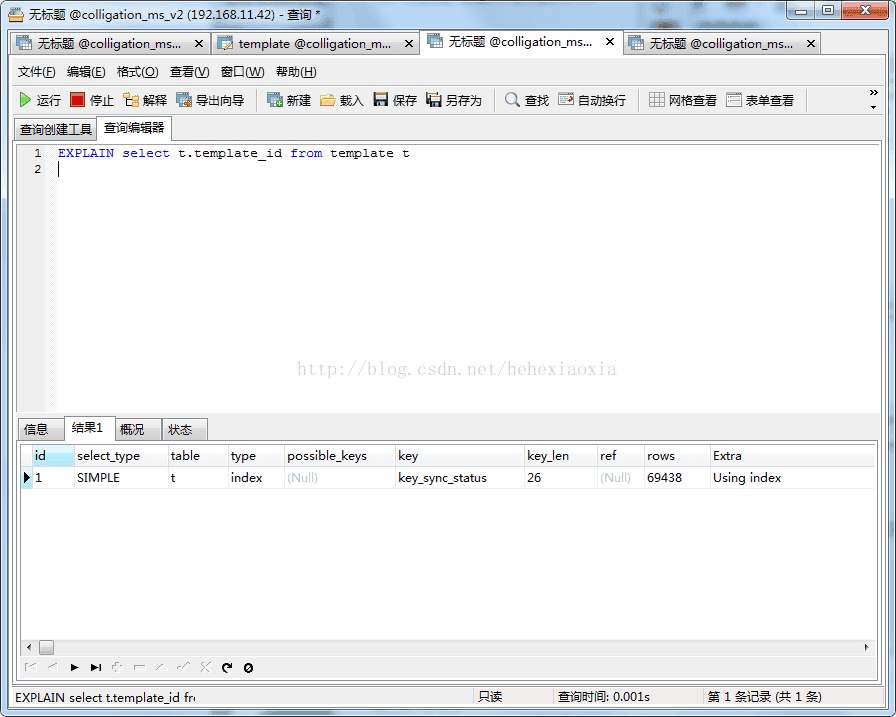 无标题 @colligation_ms_v2 (192.168.11.42) - 查询 *
无标题 @colligation_ms... template @colligation_m... 无标题 @colligation_ms... 无标题 @colligation_ms...
文件(F) 编辑(E) 格式(O) 查看(V) 窗口(W) 帮助(H)
运行 停止 解释 导出向导 新建 载入 保存 另存为 查找 自动换行 网格查看 表单查看
查询创建工具 查询编辑器
1 EXPLAIN select t.template_id from template t
2
http://blog.csdn.net/hehexiaoxia
信息 结果1 概况 状态
id select_type table type possible_keys key key_len ref rows Extra
1 SIMPLE t index (Null) key_sync_status 26 (Null) 69438 Using index
EXPLAIN select t.template_id fr 只读 查询时间: 0.001s 第 1 条记录 (共 1 条)